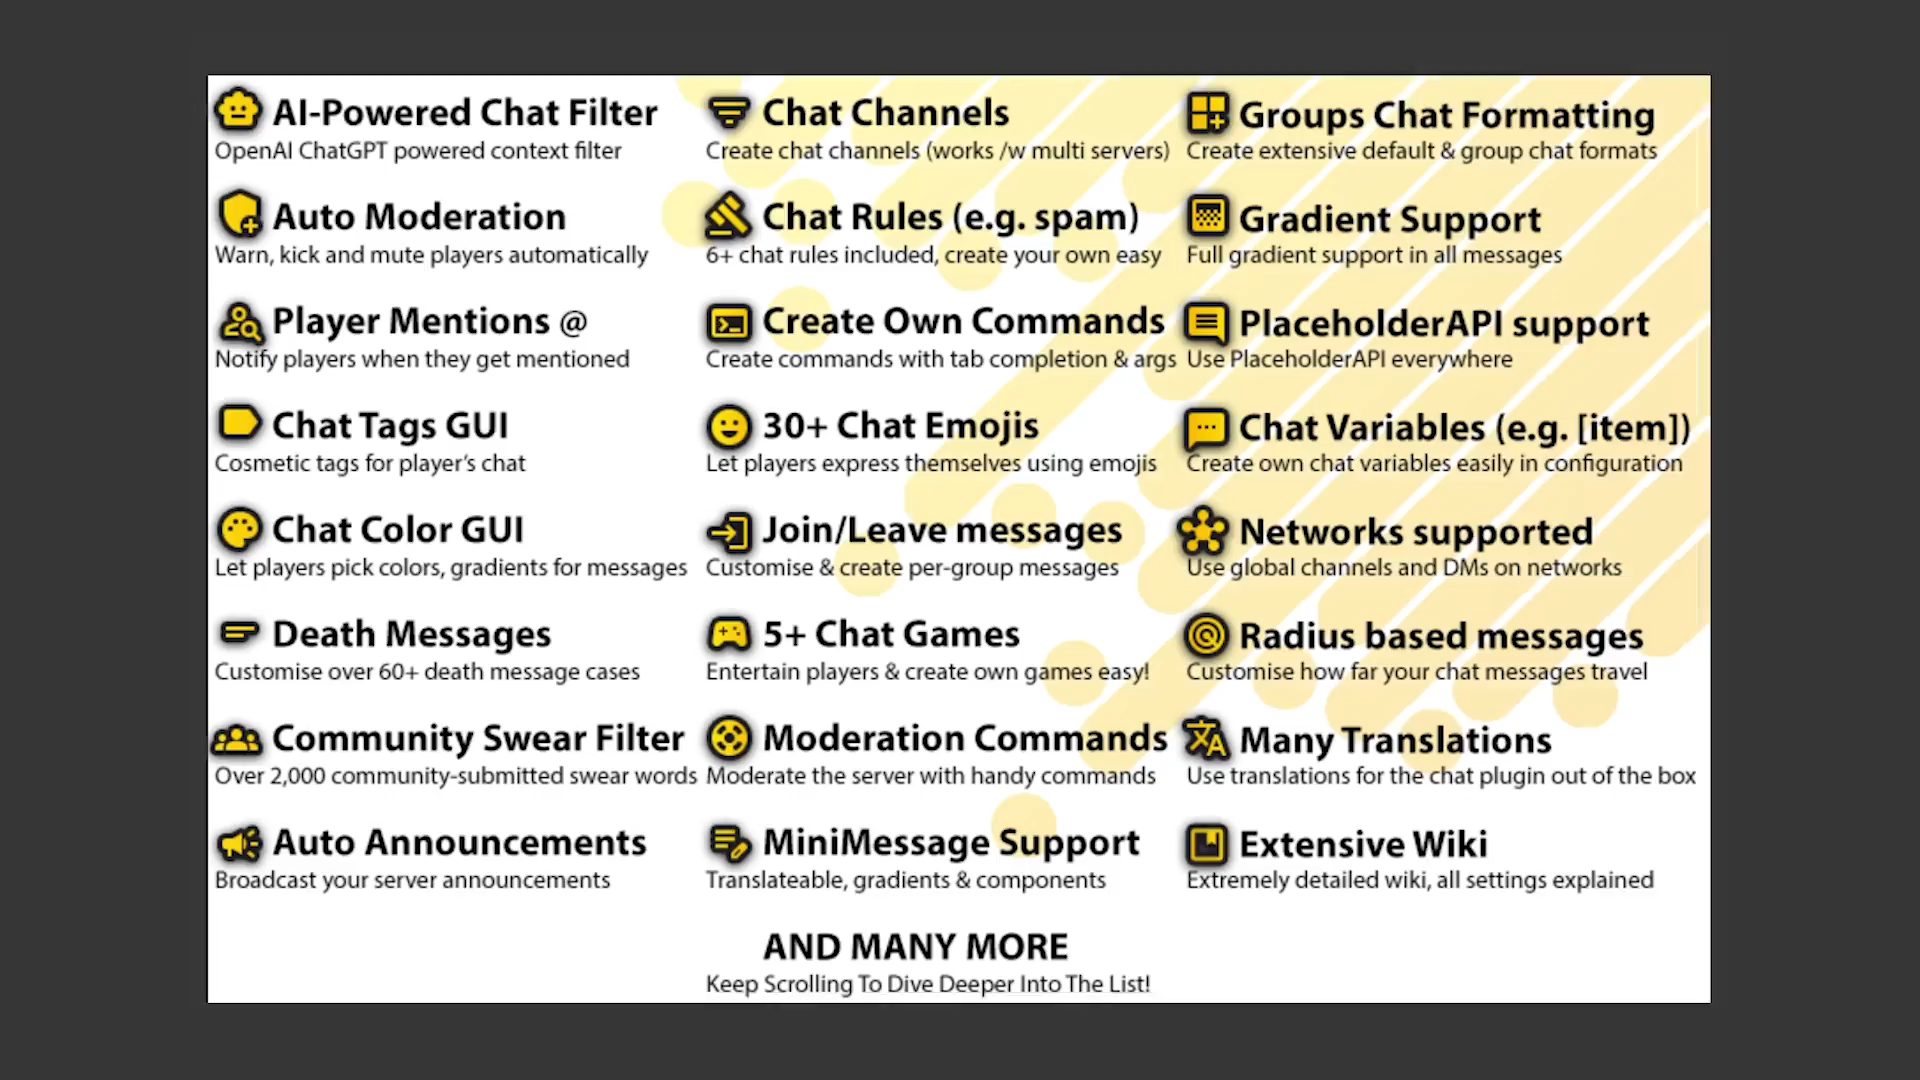 AI-Powered Chat Filter
OpenAI ChatGPT powered context filter
Auto Moderation
Warn, kick and mute players automatically
Player Mentions @
Notify players when they get mentioned
Chat Tags GUI
Cosmetic tags for player's chat
Chat Color GUI
Let players pick colors, gradients for messages
Death Messages
Customise over 60+ death message cases
Community Swear Filter
Over 2,000 community-submitted swear words
Auto Announcements
Broadcast your server announcements
Chat Channels
Create chat channels (works /w multi servers)
Chat Rules (e.g. spam)
6+ chat rules included, create your own easy
Create Own Commands
Create commands with tab completion & args
30+ Chat Emojis
Let players express themselves using emojis
Join/Leave messages
Customise & create per-group messages
5+ Chat Games
Entertain players & create own games easy!
Moderation Commands
Moderate the server with handy commands
MiniMessage Support
Translateable, gradients & components
Groups Chat Formatting
Create extensive default & group chat formats
Gradient Support
Full gradient support in all messages
PlaceholderAPI support
Use PlaceholderAPI everywhere
Chat Variables (e.g. [item])
Create own chat variables easily in configuration
Networks supported
Use global channels and DMs on networks
Radius based messages
Customise how far your chat messages travel
Many Translations
Use translations for the chat plugin out of the box
Extensive Wiki
Extremely detailed wiki, all settings explained
AND MANY MORE
Keep Scrolling To Dive Deeper Into The List!